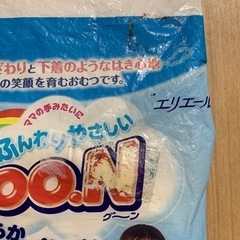 わりと下着のようなはき心地
の笑顔を育むおむつです。
エリエール
ママの手みたいに
ふんわりやさしい
oo.N
グーン
らか